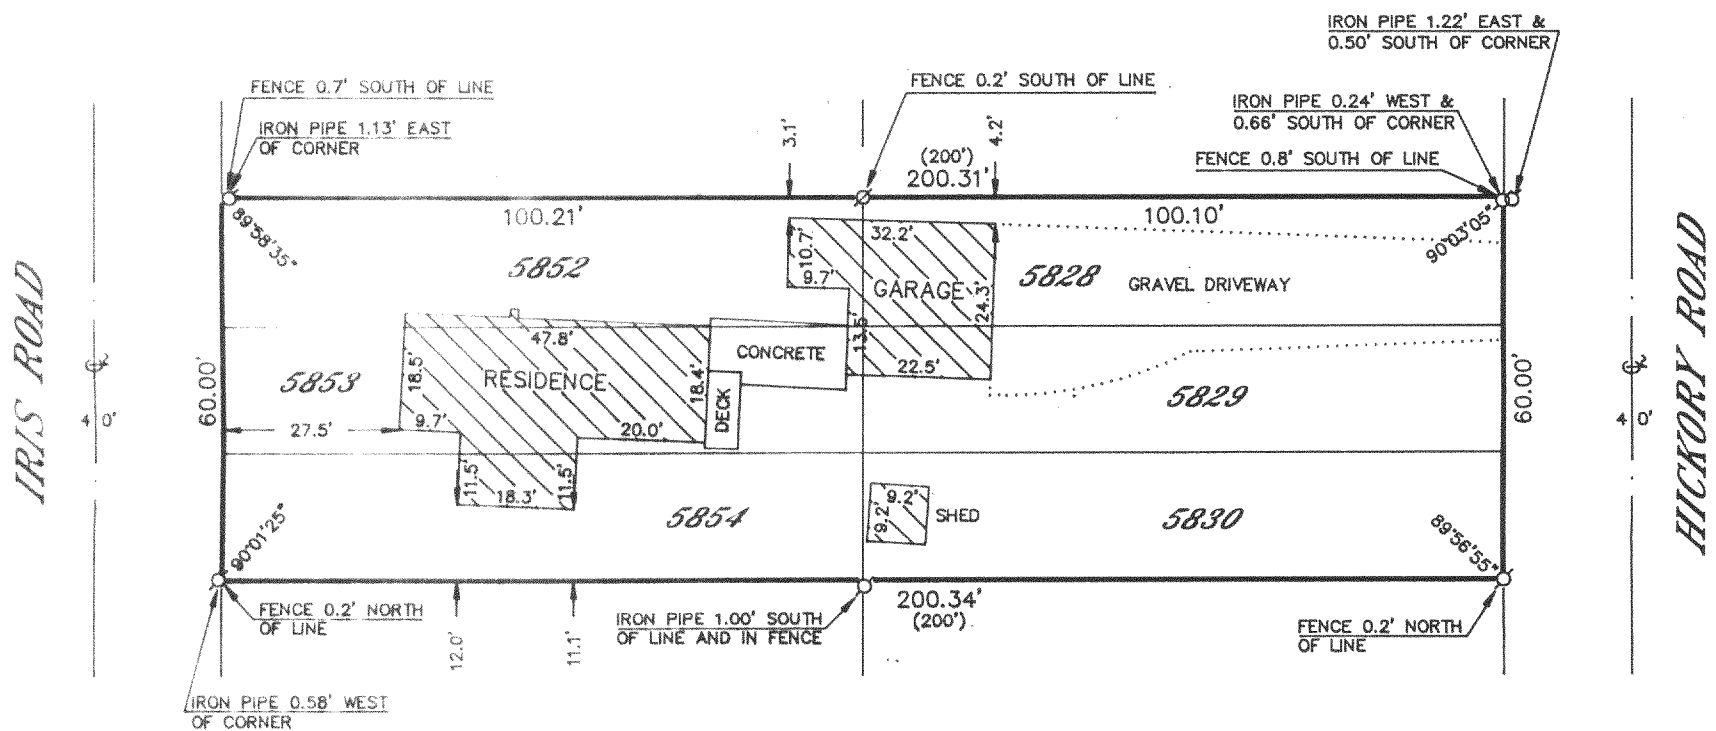 IRON PIPE 1.22' EAST &
0.50' SOUTH OF CORNER
FENCE 0.7' SOUTH OF LINE
FENCE 0.2' SOUTH OF LINE
IRON PIPE 0.24' WEST &
0.66' SOUTH OF CORNER
IRON PIPE 1.13' EAST
OF CORNER
3.1'
4.2'
FENCE 0.8' SOUTH OF LINE
(200')
200.31'
100.21'
100.10'
89°58'35"
90°03'05"
5852
10.7'
32.2'
9.7'
GARAGE
24.3'
5828
GRAVEL DRIVEWAY
IRIS ROAD
40'
60.00'
47.8'
CONCRETE
13.5'
22.5'
5853
18.5'
RESIDENCE
18.4'
DECK
5829
60.00'
40'
HICKORY ROAD
27.5'
9.7'
20.0'
11.5'
18.3'
11.5'
5854
9.2'
9.2'
SHED
5830
90°01'25"
89°56'55"
FENCE 0.2' NORTH
OF LINE
12.0'
11.1'
IRON PIPE 1.00' SOUTH
OF LINE AND IN FENCE
200.34'
(200')
FENCE 0.2' NORTH
OF LINE
IRON PIPE 0.58' WEST
OF CORNER